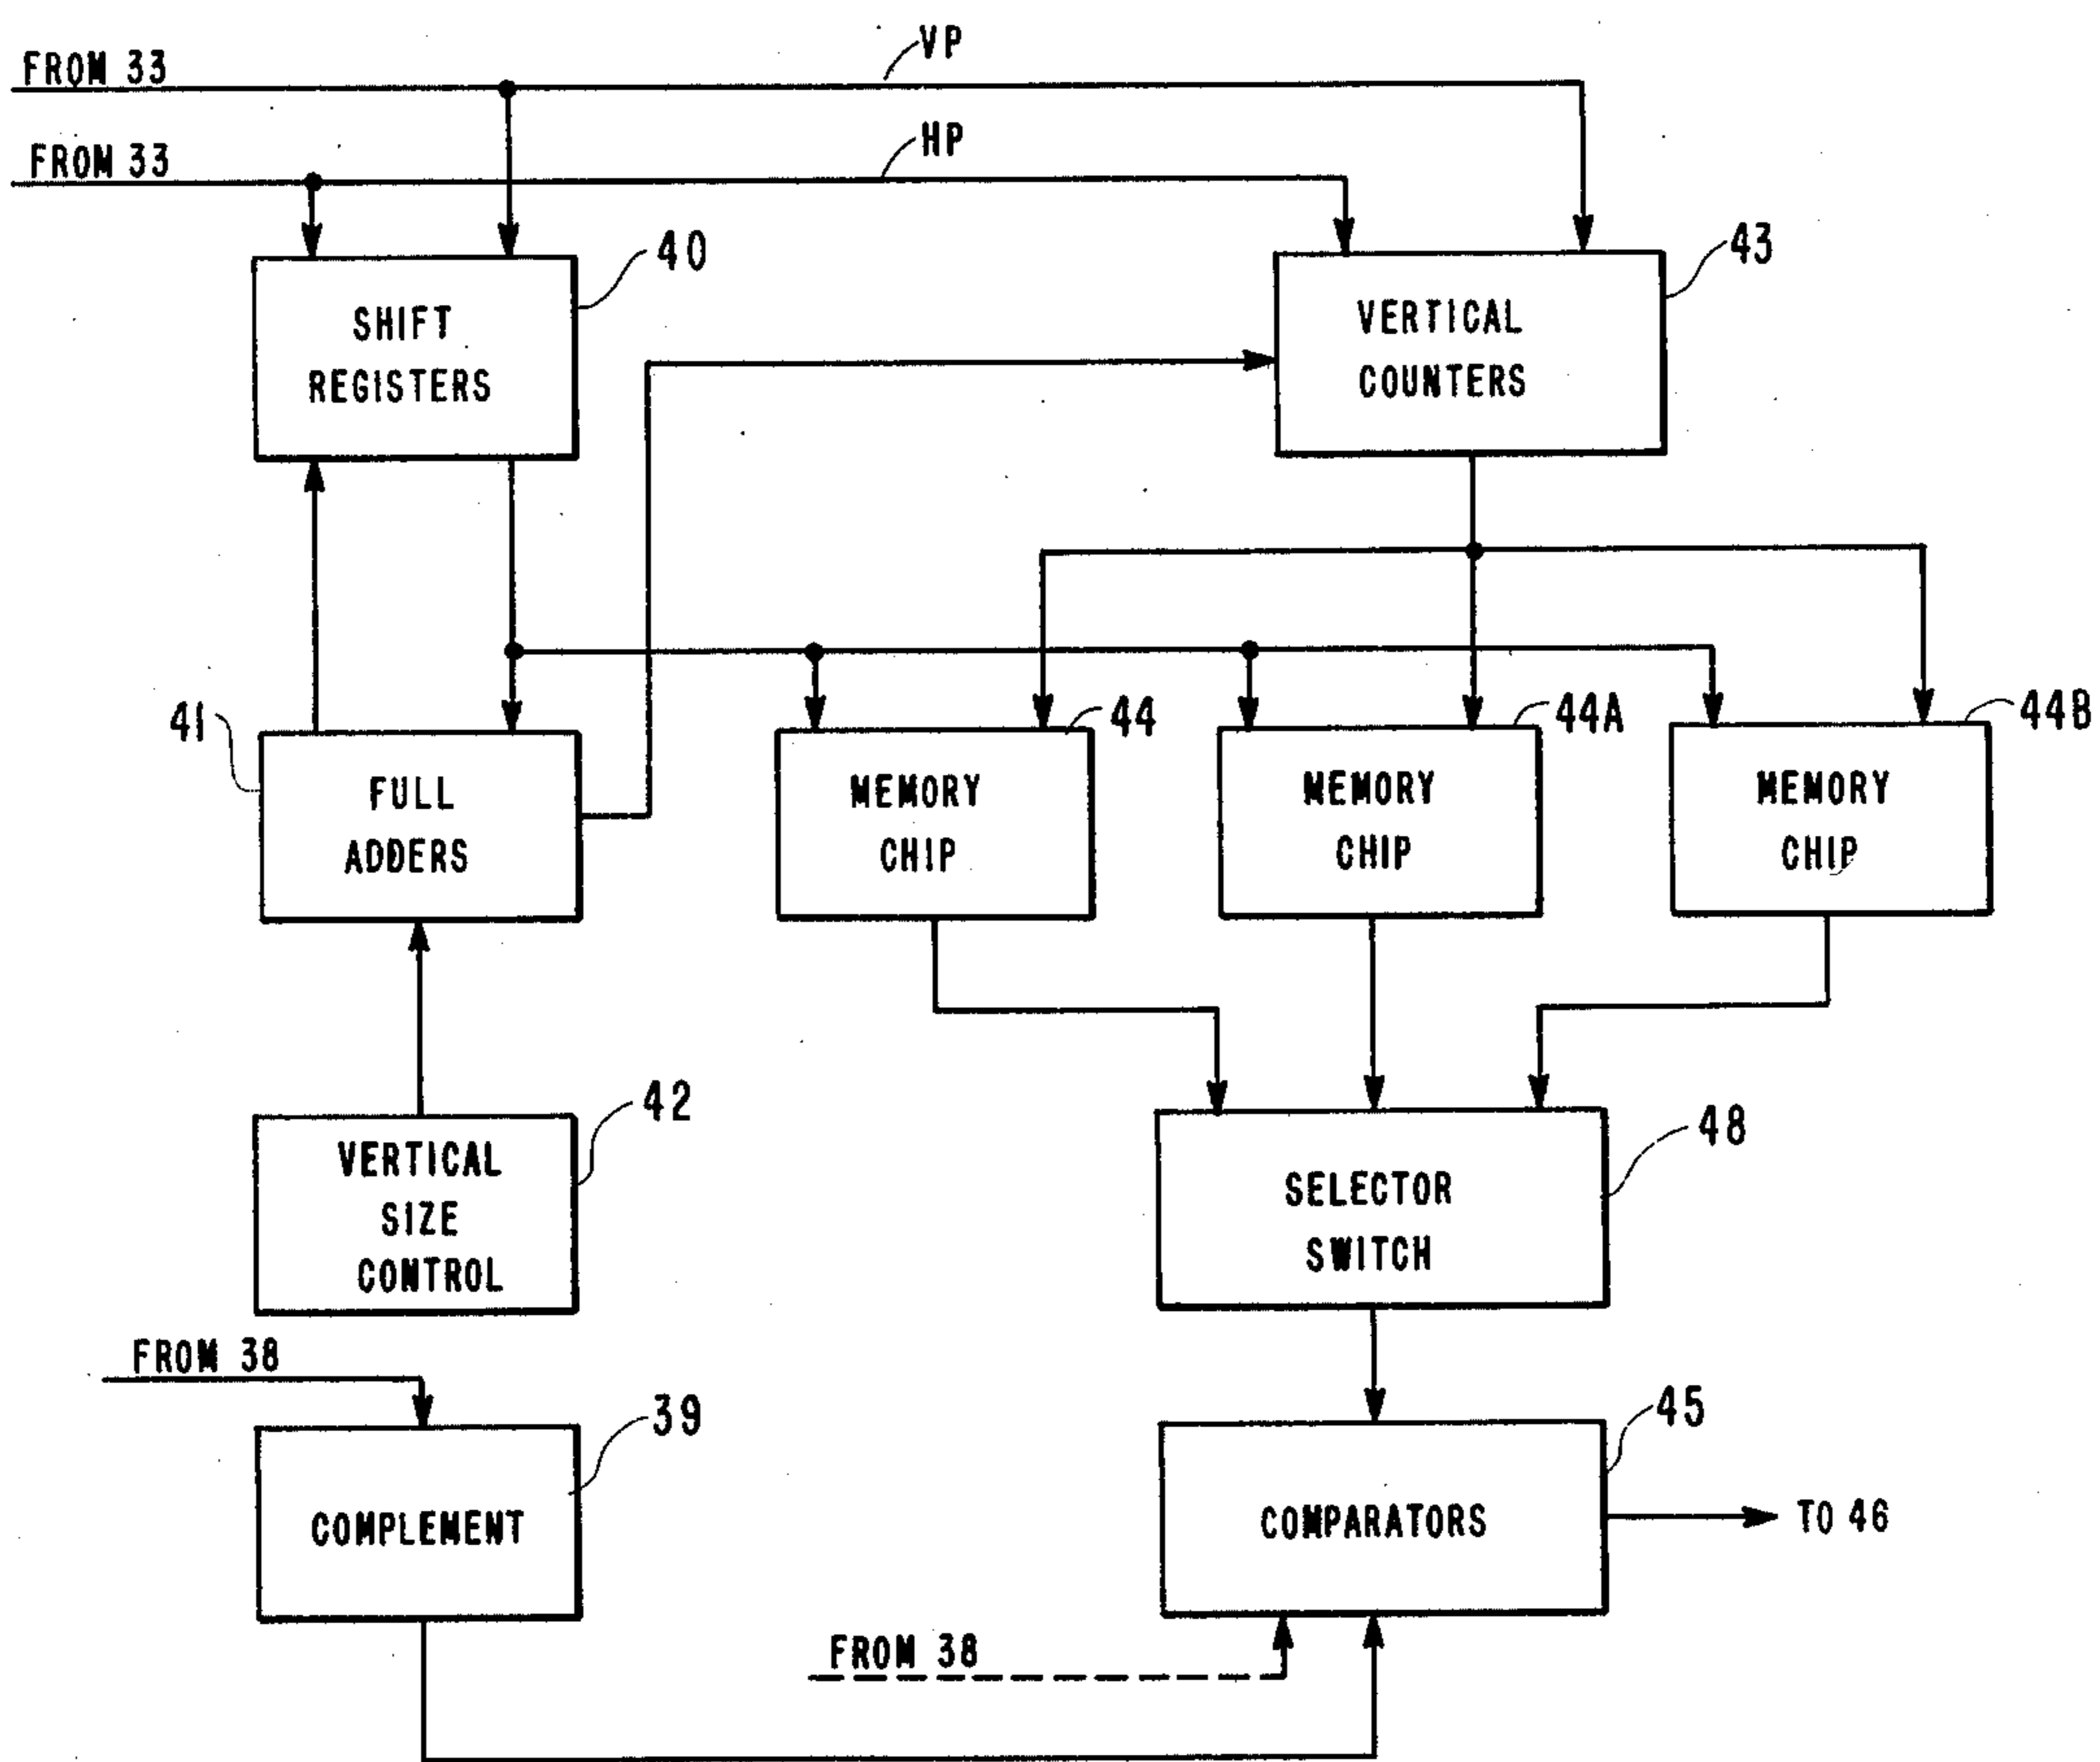 FROM 33
VP
FROM 33
HP
40
SHIFT
REGISTERS
43
VERTICAL
COUNTERS
41
FULL
ADDERS
44
MEMORY
CHIP
44A
MEMORY
CHIP
44B
MEMORY
CHIP
42
VERTICAL
SIZE
CONTROL
48
SELECTOR
SWITCH
FROM 38
39
COMPLEMENT
45
COMPARATORS
TO 46
FROM 38